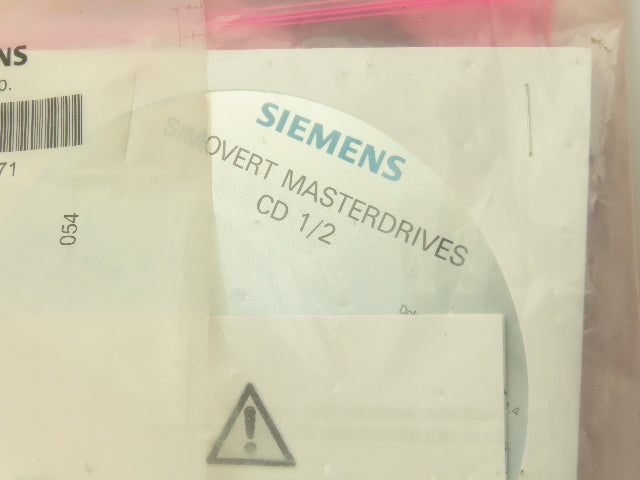 NS
o.
71
054
SIEMENS
SIMOVERT MASTERDRIVES
CD 1/2